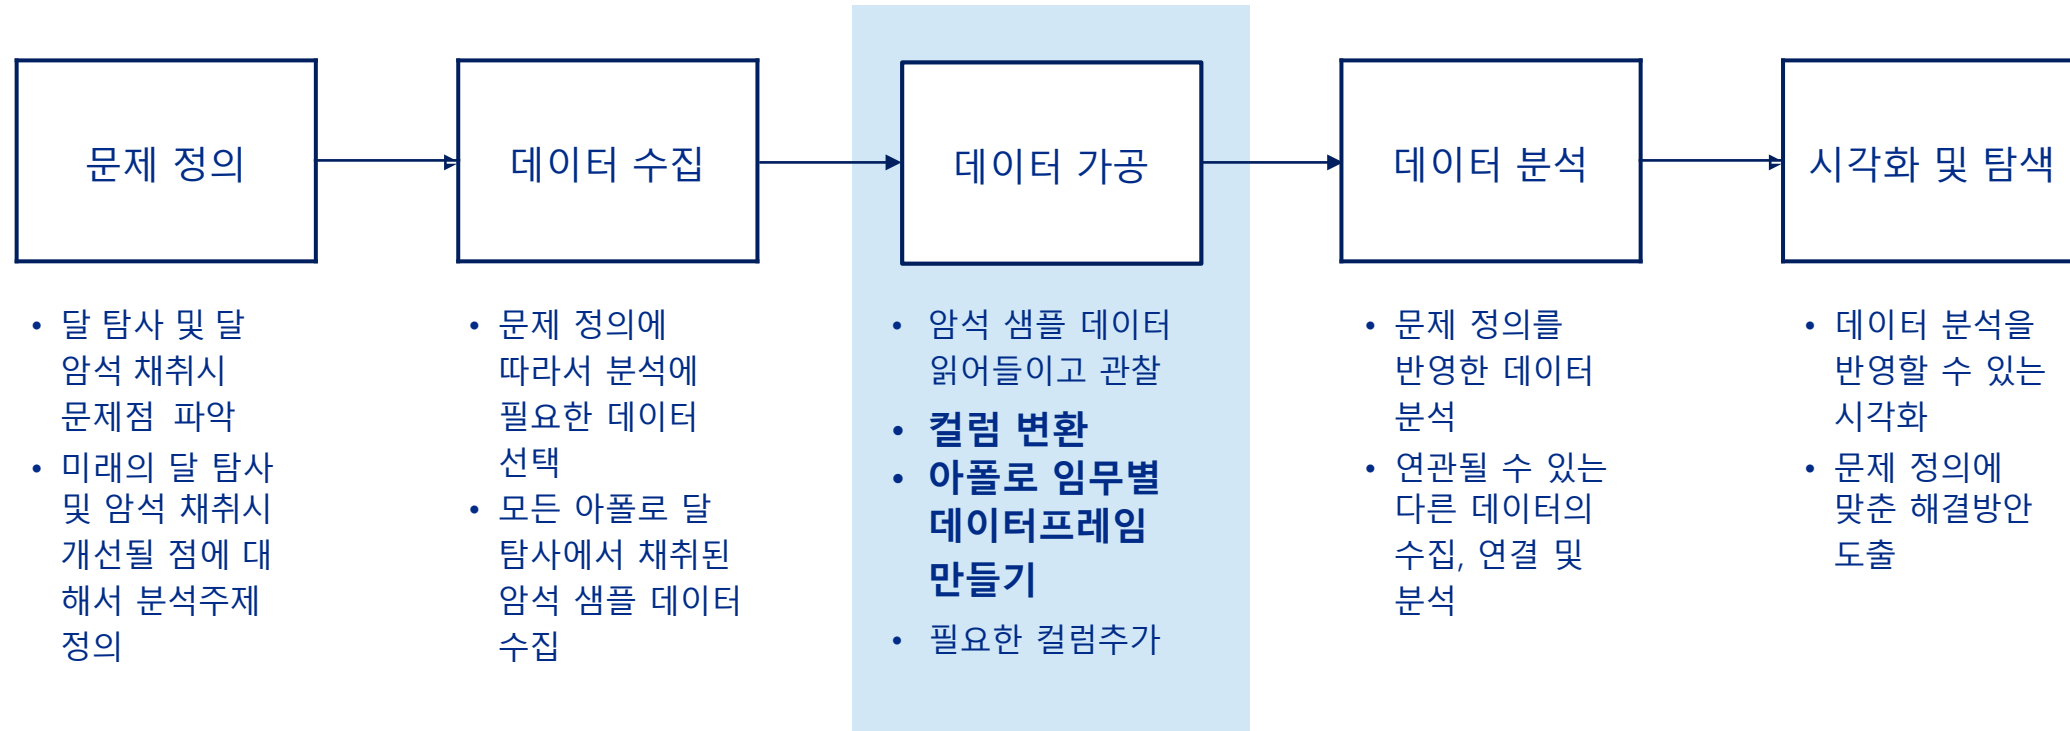 문제 정의
데이터 수집
데이터 가공
데이터 분석
시각화 및 탐색
• 달 탐사 및 달
암석 채취시
문제점 파악
• 미래의 달 탐사
및 암석 채취시
개선될 점에 대
해서 분석주제
정의
• 문제 정의에
따라서 분석에
필요한 데이터
선택
• 모든 아폴로 달
탐사에서 채취된
암석 샘플 데이터
수집
• 암석 샘플 데이터
읽어들이고 관찰
• 컬럼 변환
• 아폴로 임무별
데이터프레임
만들기
• 필요한 컬럼추가
• 문제 정의를
반영한 데이터
분석
• 연관될 수 있는
다른 데이터의
수집, 연결 및
분석
• 데이터 분석을
반영할 수 있는
시각화
• 문제 정의에
맞춘 해결방안
도출